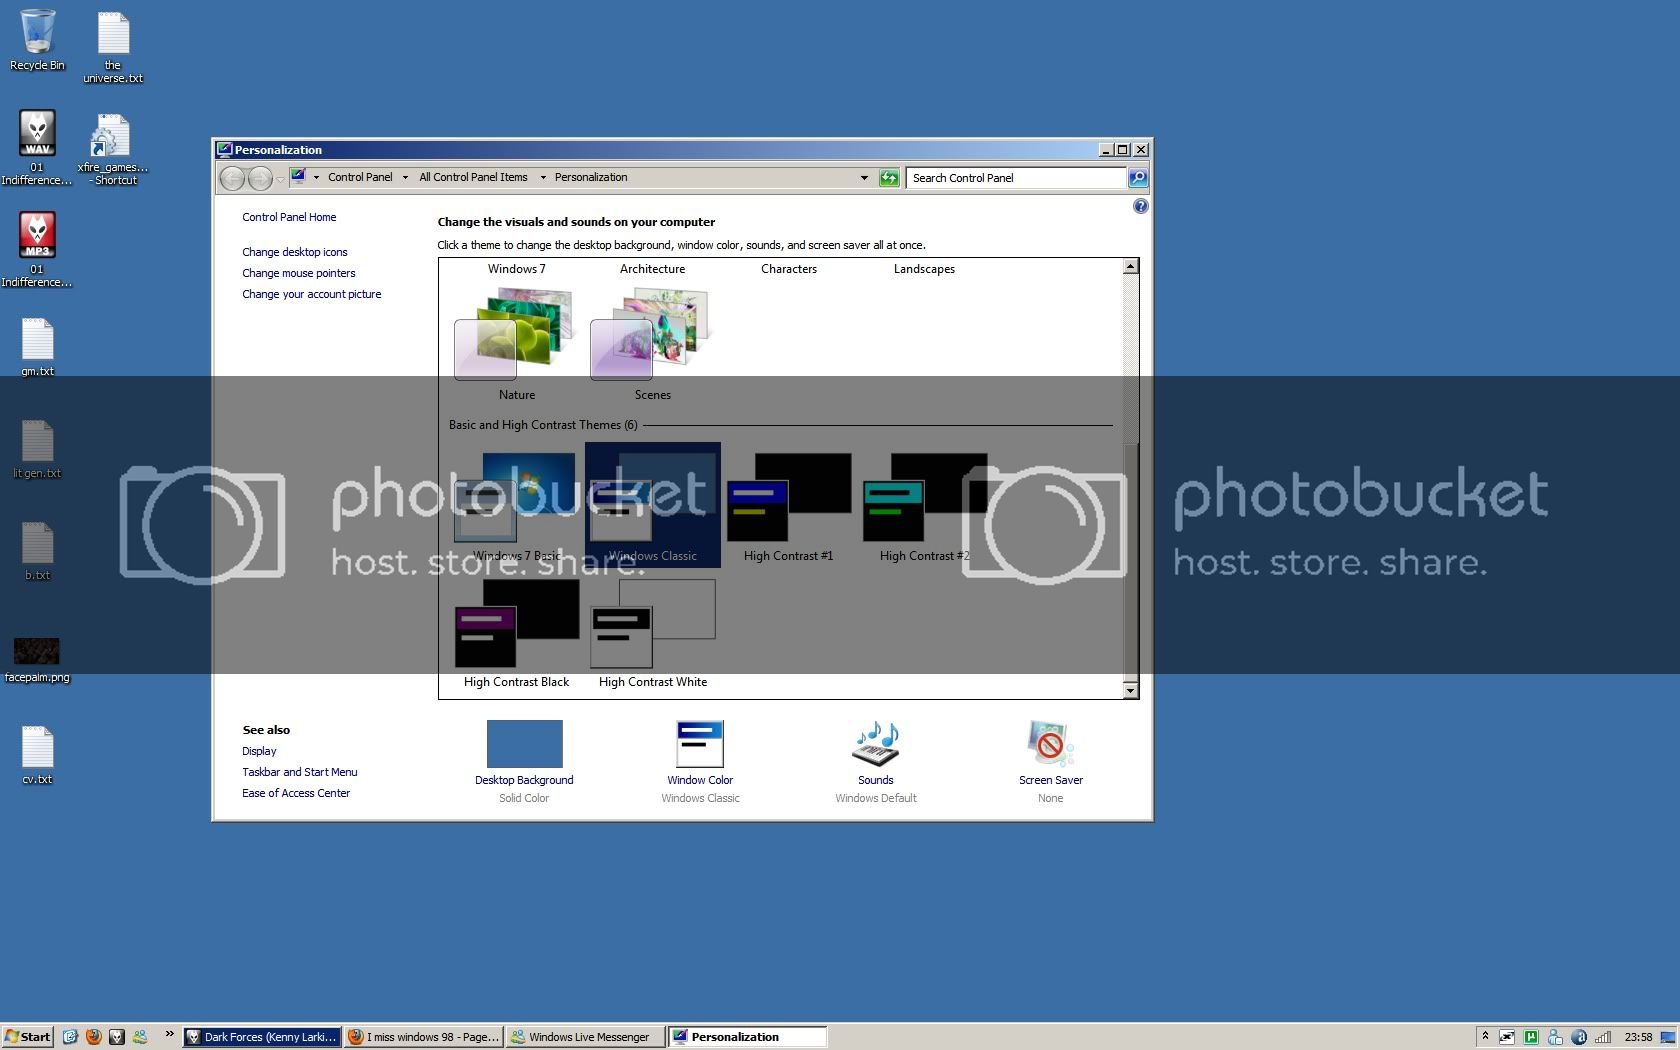 Recycle Bin
the
universe.txt
WAV
01
Indifference...
xfire_games...
- Shortcut
MP3
01
Indifference...
gm.txt
lit gen.txt
b.txt
facepalm.png
cv.txt
Personalization
Control Panel
All Control Panel Items
Personalization
Search Control Panel
Control Panel Home
Change desktop icons
Change mouse pointers
Change your account picture
Change the visuals and sounds on your computer
Click a theme to change the desktop background, window color, sounds, and screen saver all at once.
Windows 7
Architecture
Characters
Landscapes
Nature
Scenes
Basic and High Contrast Themes (6)
Windows 7 Basic
Windows Classic
High Contrast #1
High Contrast #2
High Contrast Black
High Contrast White
photobucket
host. store. share.
photobucket
host. store. share.
See also
Display
Taskbar and Start Menu
Ease of Access Center
Desktop Background
Solid Color
Window Color
Windows Classic
Sounds
Windows Default
Screen Saver
None
Start
Dark Forces (Kenny Larki...
I miss windows 98 - Page...
Windows Live Messenger
Personalization
23:58